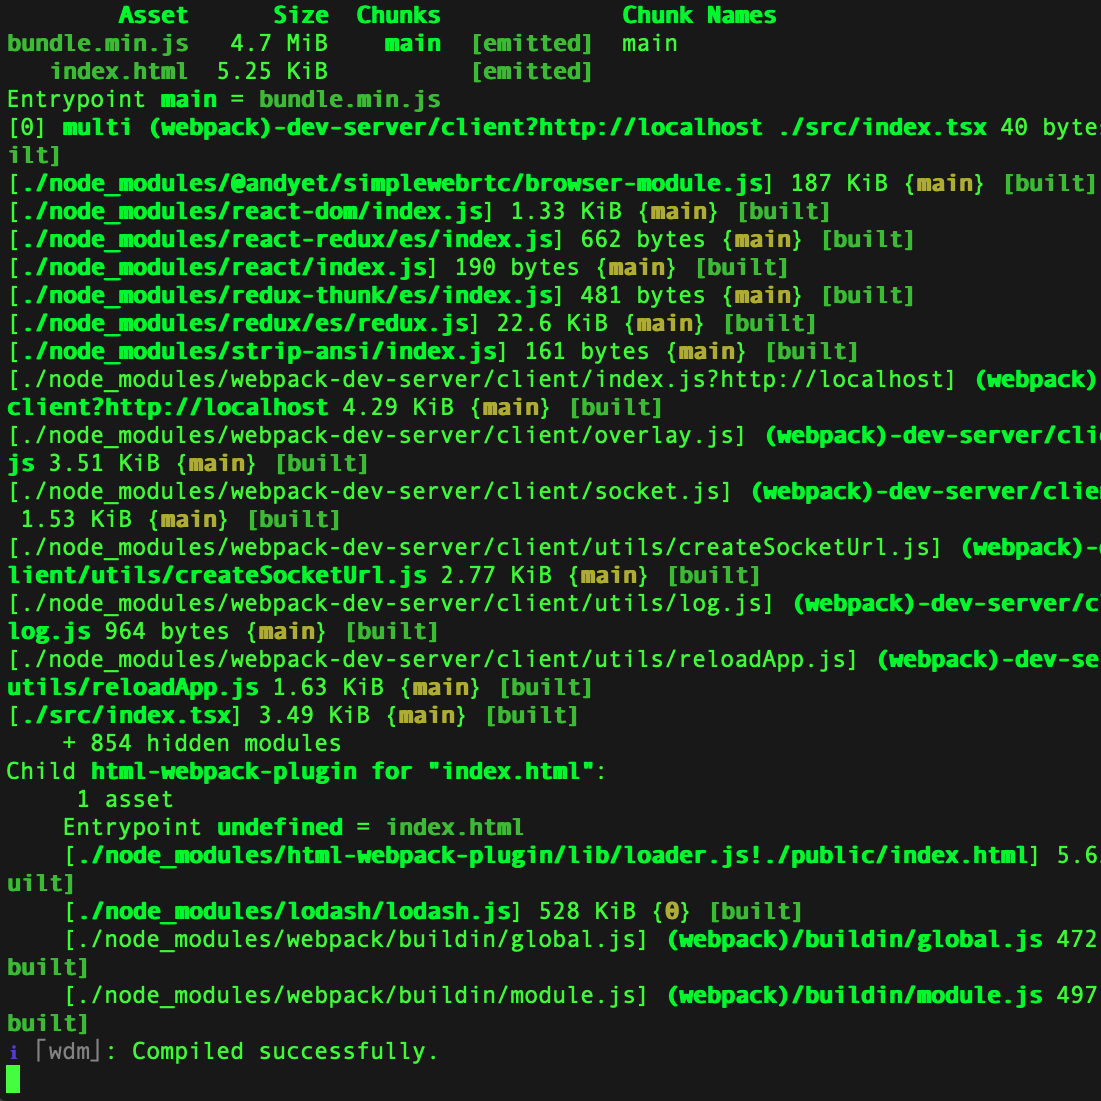 Asset Size Chunks Chunk Names
bundle.min.js 4.7 MiB main [emitted] main
index.html 5.25 KiB [emitted]
Entrypoint main = bundle.min.js
[0] multi (webpack)-dev-server/client?http://localhost ./src/index.tsx 40 byte
ilt]
[./node_modules/@andyet/simplewebrtc/browser-module.js] 187 KiB {main} [built]
[./node_modules/react-dom/index.js] 1.33 KiB {main} [built]
[./node_modules/react-redux/es/index.js] 662 bytes {main} [built]
[./node_modules/react/index.js] 190 bytes {main} [built]
[./node_modules/redux-thunk/es/index.js] 481 bytes {main} [built]
[./node_modules/redux/es/redux.js] 22.6 KiB {main} [built]
[./node_modules/strip-ansi/index.js] 161 bytes {main} [built]
[./node_modules/webpack-dev-server/client/index.js?http://localhost] (webpack)
client?http://localhost 4.29 KiB {main} [built]
[./node_modules/webpack-dev-server/client/overlay.js] (webpack)-dev-server/cli
js 3.51 KiB {main} [built]
[./node_modules/webpack-dev-server/client/socket.js] (webpack)-dev-server/clie
1.53 KiB {main} [built]
[./node_modules/webpack-dev-server/client/utils/createSocketUrl.js] (webpack)-
lient/utils/createSocketUrl.js 2.77 KiB {main} [built]
[./node_modules/webpack-dev-server/client/utils/log.js] (webpack)-dev-server/c
log.js 964 bytes {main} [built]
[./node_modules/webpack-dev-server/client/utils/reloadApp.js] (webpack)-dev-se
utils/reloadApp.js 1.63 KiB {main} [built]
[./src/index.tsx] 3.49 KiB {main} [built]
+ 854 hidden modules
Child html-webpack-plugin for "index.html":
1 asset
Entrypoint undefined = index.html
[./node_modules/html-webpack-plugin/lib/loader.js!./public/index.html] 5.6
uilt]
[./node_modules/lodash/lodash.js] 528 KiB {0} [built]
[./node_modules/webpack/buildin/global.js] (webpack)/buildin/global.js 472
built]
[./node_modules/webpack/buildin/module.js] (webpack)/buildin/module.js 497
built]
ℹ ｢wdm｣: Compiled successfully.